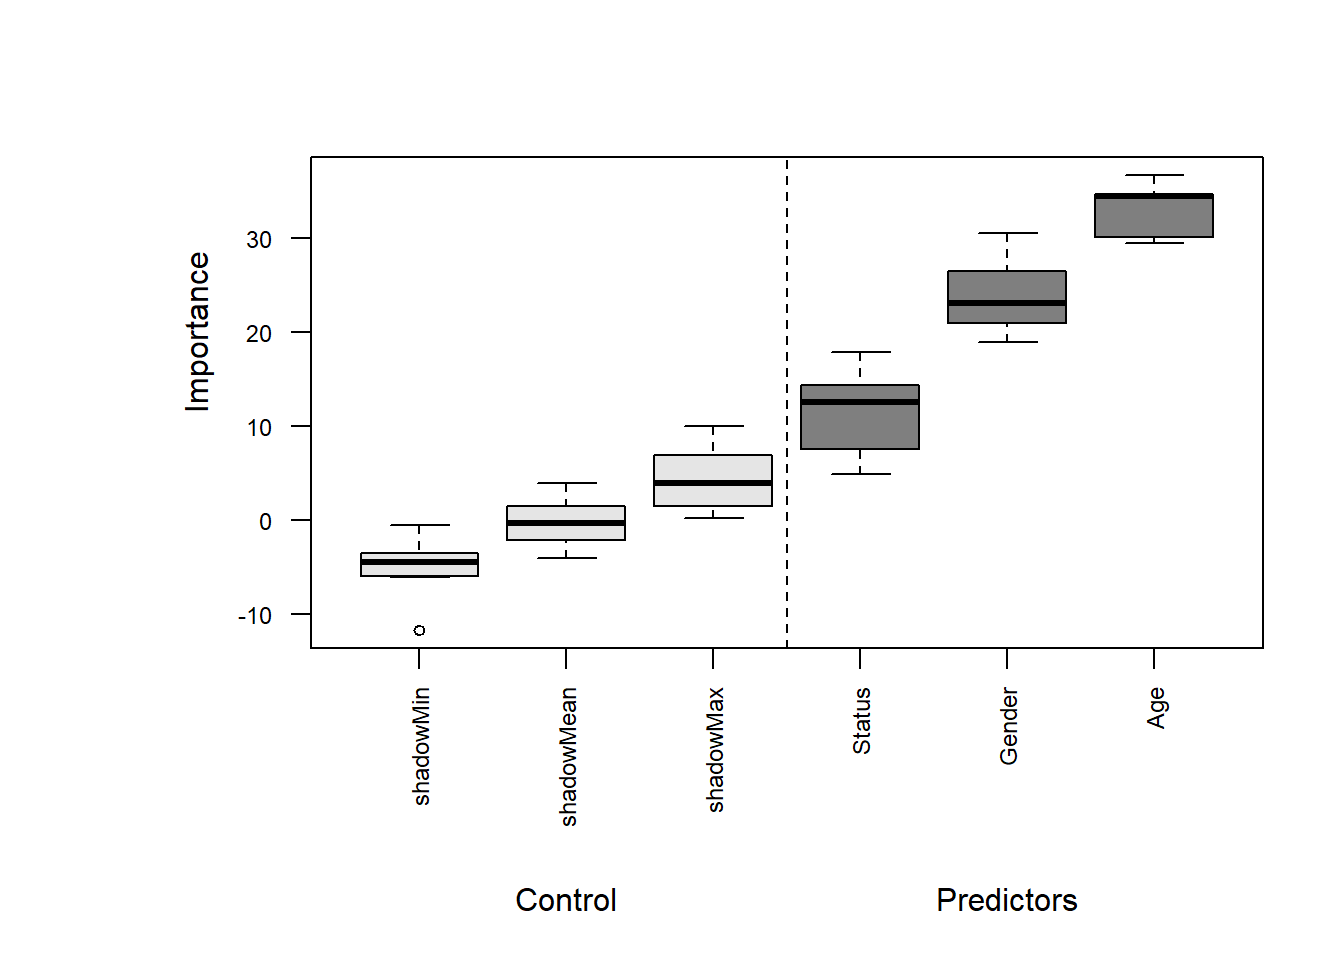 Importance
30
20
10
0
-10
shadowMin
shadowMean
shadowMax
Status
Gender
Age
Control
Predictors